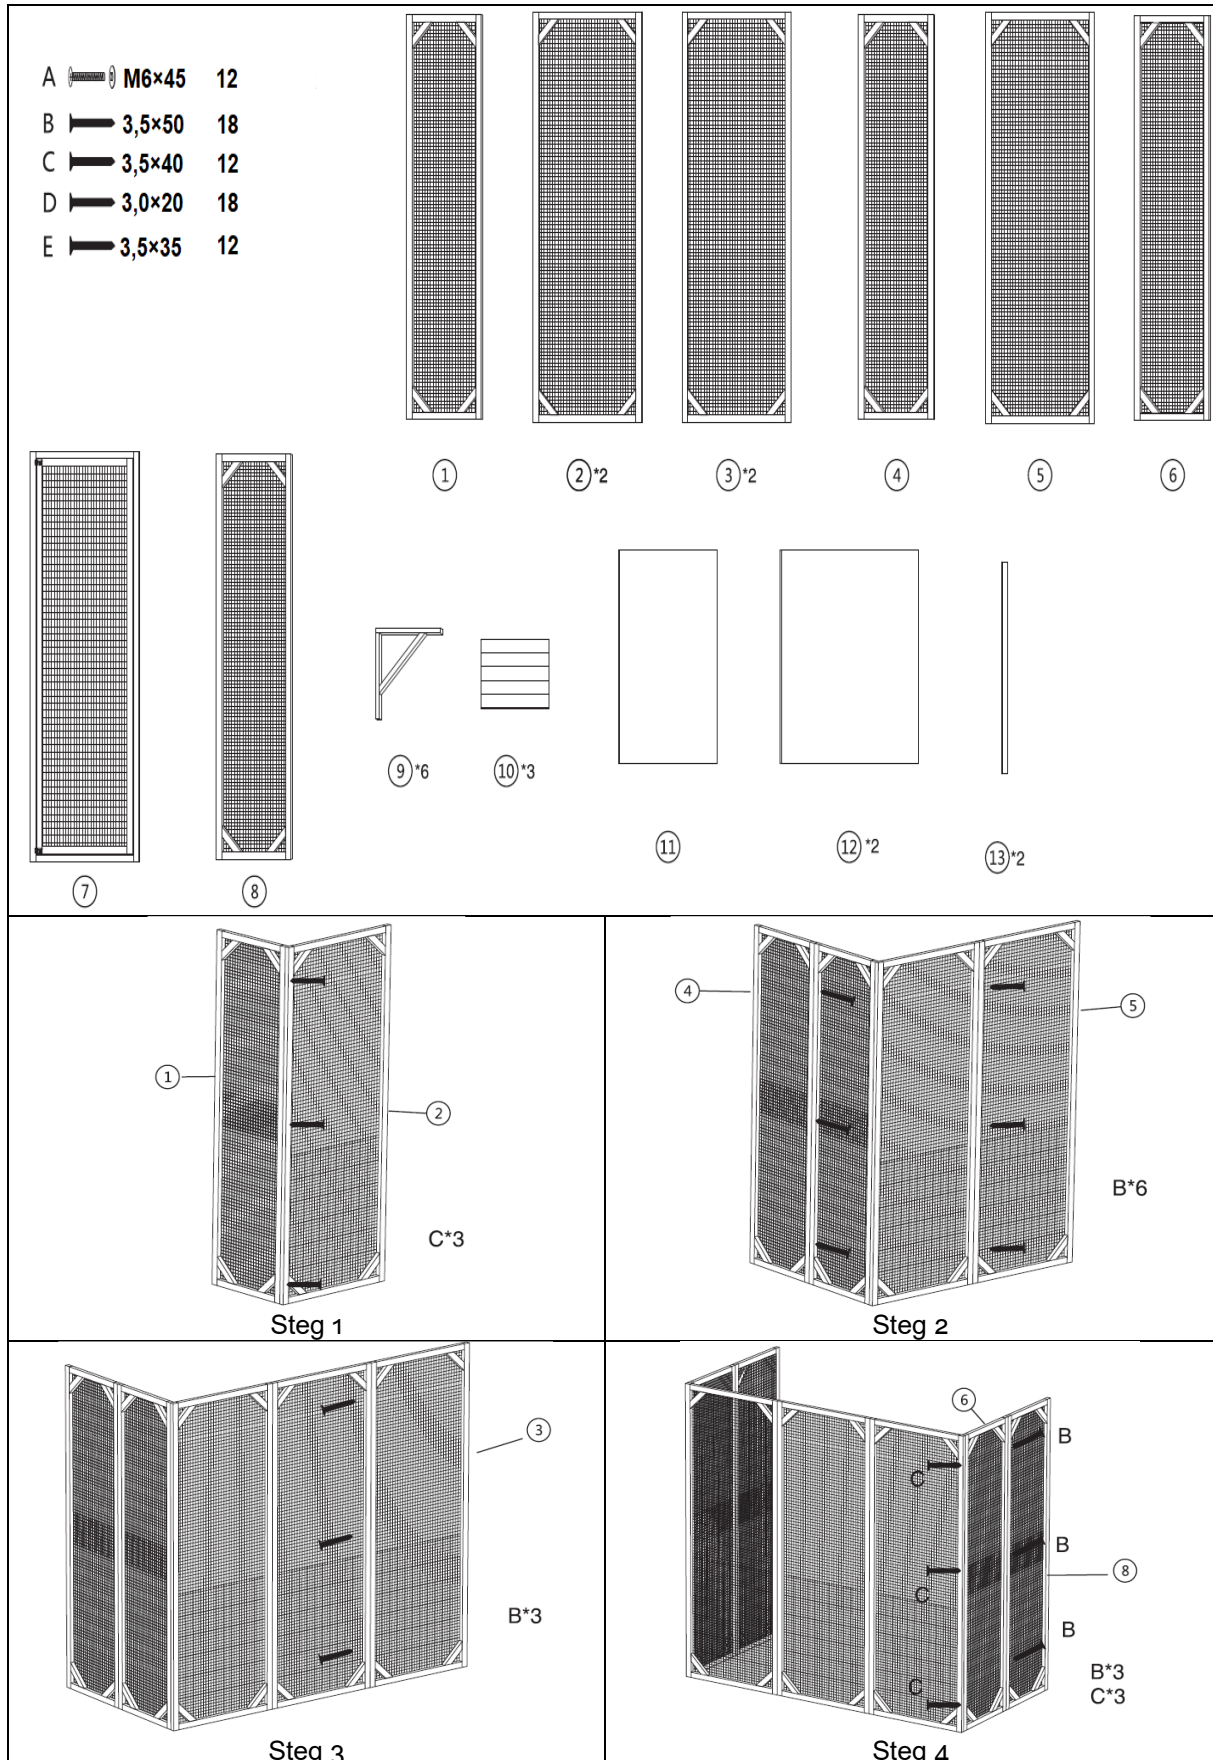 A M6×45 12
B 3,5×50 18
C 3,5×40 12
D 3,0×20 18
E 3,5×35 12
1 2 *2 3 *2 4 5 6
9 *6 10 *3 11 12 *2 13 *2
7 8
1
2
C*3
Steg 1
4
5
B*6
Steg 2
3
B*3
Steg 3
6
B
C
B
C
8
B
C
B*3
C*3
Steg 4